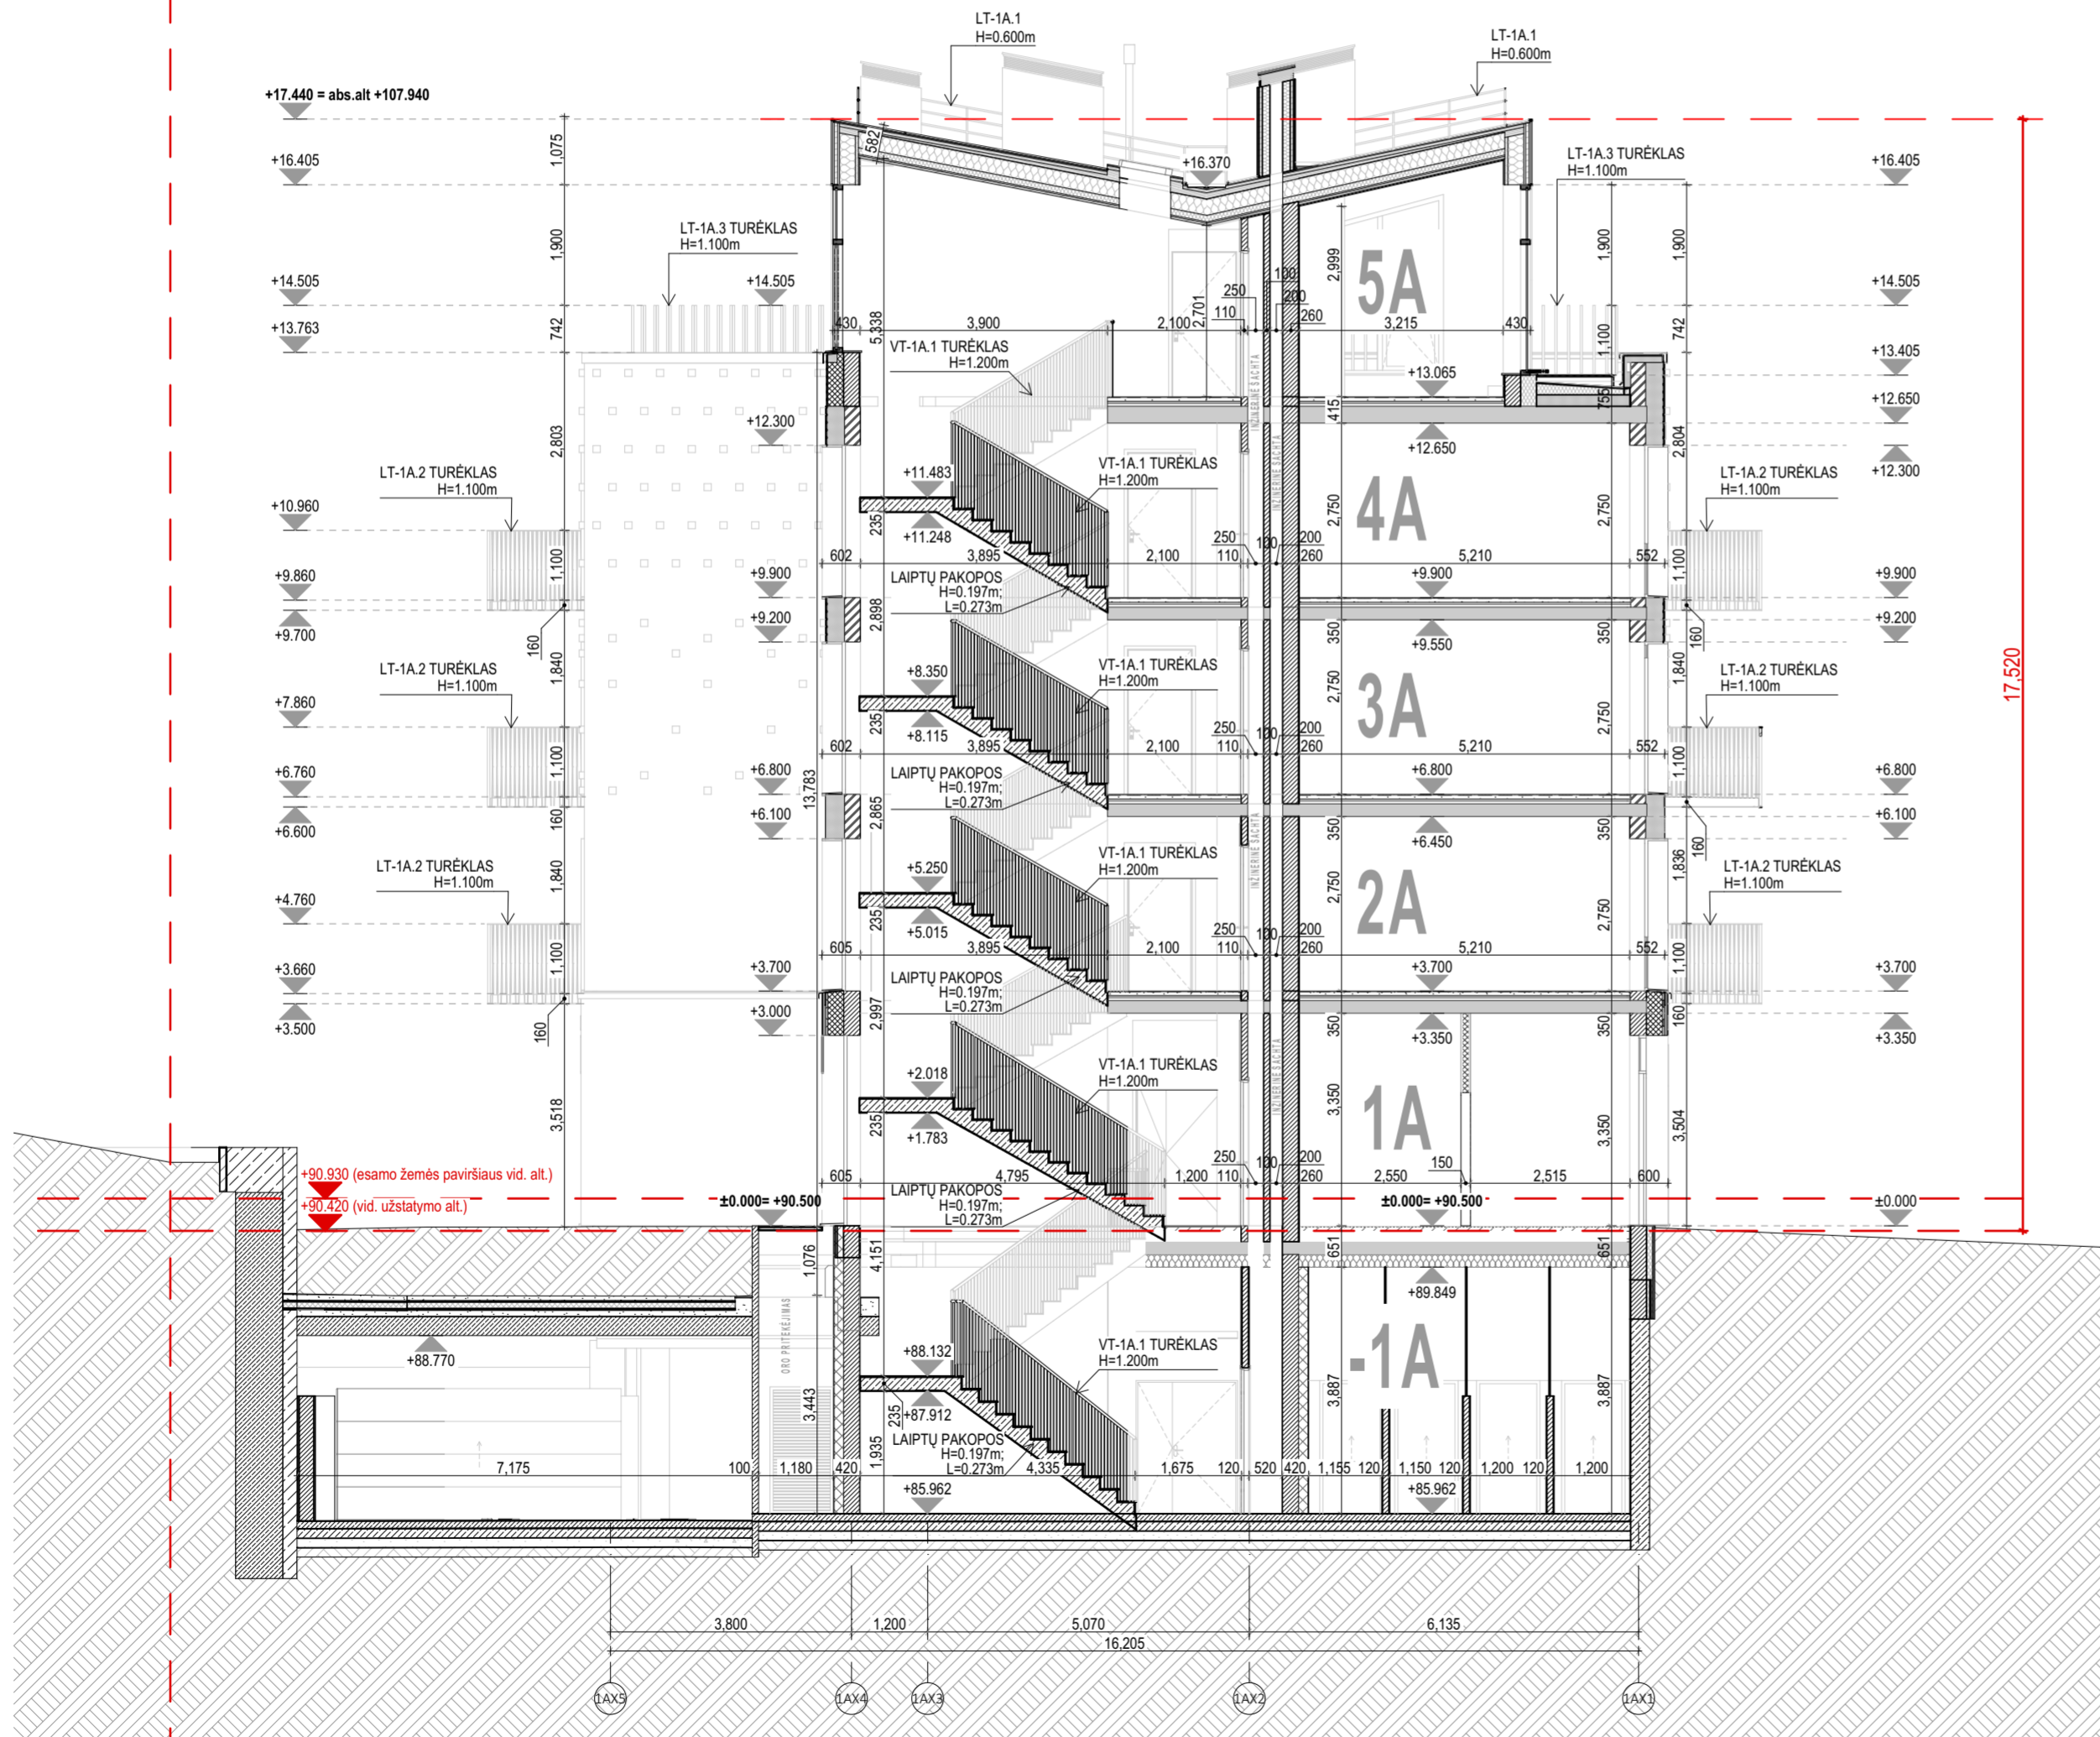 LT-1A.1
H=0.600m
LT-1A.1
H=0.600m
+17.440 = abs.alt +107.940
1,075
582
+16.405
+16.370
LT-1A.3 TURĖKLAS
H=1.100m
+16.405
LT-1A.3 TURĖKLAS
H=1.100m
1,900
2,999
5A
1,900
1,900
+14.505
+14.505
+14.505
+13.763
742
430
5,338
3,900
2,100
2,701
250
110
100
200
260
3,215
430
1,100
742
VT-1A.1 TURĖKLAS
H=1.200m
INŽINERINĖ ŠACHTA
+13.065
+13.405
755
415
+12.650
+12.300
+12.650
+12.300
2,803
2,804
LT-1A.2 TURĖKLAS
H=1.100m
+11.483
VT-1A.1 TURĖKLAS
H=1.200m
INŽINERINĖ ŠACHTA
4A
LT-1A.2 TURĖKLAS
H=1.100m
+10.960
235
+11.248
2,750
2,750
1,100
602
3,895
2,100
250
110
100
200
260
5,210
552
1,100
+9.860
+9.900
LAIPTŲ PAKOPOS
H=0.197m;
L=0.273m
+9.900
+9.900
+9.700
160
+9.200
2,898
350
+9.550
350
160
+9.200
LT-1A.2 TURĖKLAS
H=1.100m
1,840
+8.350
VT-1A.1 TURĖKLAS
H=1.200m
3A
1,840
LT-1A.2 TURĖKLAS
H=1.100m
+7.860
235
+8.115
2,750
2,750
1,100
602
3,895
2,100
250
110
100
200
260
5,210
552
1,100
+6.760
+6.800
13,783
LAIPTŲ PAKOPOS
H=0.197m;
L=0.273m
+6.800
+6.800
+6.600
160
+6.100
2,865
350
+6.450
350
160
+6.100
LT-1A.2 TURĖKLAS
H=1.100m
1,840
+5.250
VT-1A.1 TURĖKLAS
H=1.200m
INŽINERINĖ ŠACHTA
2A
1,836
LT-1A.2 TURĖKLAS
H=1.100m
+4.760
235
+5.015
2,750
2,750
1,100
605
3,895
2,100
250
110
100
200
260
5,210
552
1,100
+3.660
+3.700
LAIPTŲ PAKOPOS
H=0.197m;
L=0.273m
+3.700
+3.700
+3.500
160
+3.000
2,997
350
+3.350
350
160
+3.350
3,518
+2.018
VT-1A.1 TURĖKLAS
H=1.200m
INŽINERINĖ ŠACHTA
1A
235
+1.783
3,350
3,350
3,504
17,520
+90.930 (esamo žemės paviršiaus vid. alt.)
605
4,795
1,200
250
110
100
200
260
2,550
150
2,515
600
+90.420 (vid. užstatymo alt.)
±0.000= +90.500
LAIPTŲ PAKOPOS
H=0.197m;
L=0.273m
±0.000= +90.500
±0.000
1,076
4,151
651
651
+89.849
ORO PRITEKĖJIMAS
+88.770
+88.132
VT-1A.1 TURĖKLAS
H=1.200m
-1A
3,443
235
+87.912
3,887
3,887
LAIPTŲ PAKOPOS
H=0.197m;
L=0.273m
1,935
7,175
100
1,180
420
4,335
1,675
120
520
420
1,155
120
1,150
120
1,200
120
1,200
+85.962
+85.962
3,800
1,200
5,070
6,135
16,205
1AX5
1AX4
1AX3
1AX2
1AX1